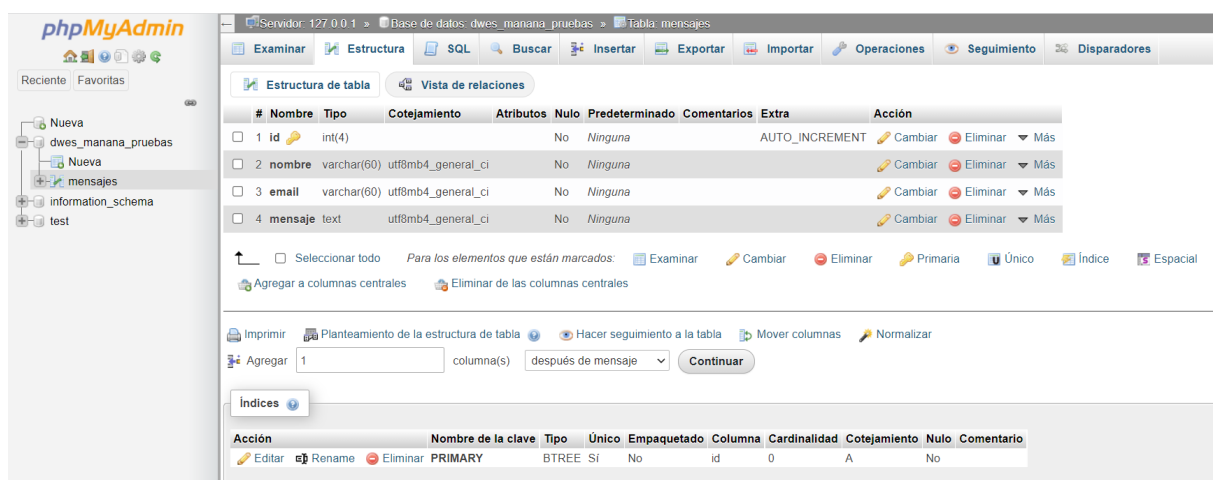 phpMyAdmin
Reciente Favoritas
Nueva
dwes_manana_pruebas
Nueva
mensajes
information_schema
test
Servidor: 127.0.0.1 » Base de datos: dwes_manana_pruebas » Tabla: mensajes
Examinar Estructura SQL Buscar Insertar Exportar Importar Operaciones Seguimiento Disparadores
Estructura de tabla Vista de relaciones
# Nombre Tipo Cotejamiento Atributos Nulo Predeterminado Comentarios Extra Acción
1 id int(4) No Ninguna AUTO_INCREMENT Cambiar Eliminar Más
2 nombre varchar(60) utf8mb4_general_ci No Ninguna Cambiar Eliminar Más
3 email varchar(60) utf8mb4_general_ci No Ninguna Cambiar Eliminar Más
4 mensaje text utf8mb4_general_ci No Ninguna Cambiar Eliminar Más
Seleccionar todo Para los elementos que están marcados: Examinar Cambiar Eliminar Primaria Único Índice Espacial
Agregar a columnas centrales Eliminar de las columnas centrales
Imprimir Planteamiento de la estructura de tabla Hacer seguimiento a la tabla Mover columnas Normalizar
Agregar 1 columna(s) después de mensaje Continuar
Índices
Acción Nombre de la clave Tipo Único Empaquetado Columna Cardinalidad Cotejamiento Nulo Comentario
Editar Rename Eliminar PRIMARY BTREE Sí No id 0 A No